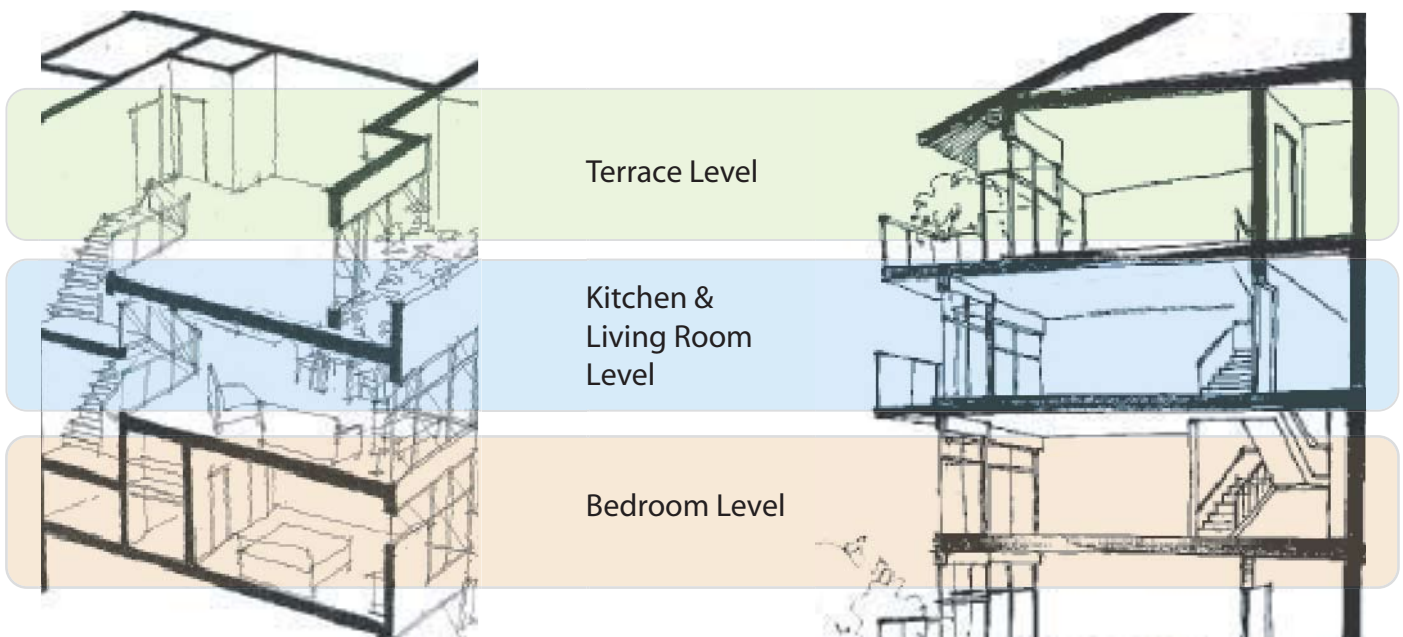 Terrace Level
Kitchen &
Living Room
Level
Bedroom Level